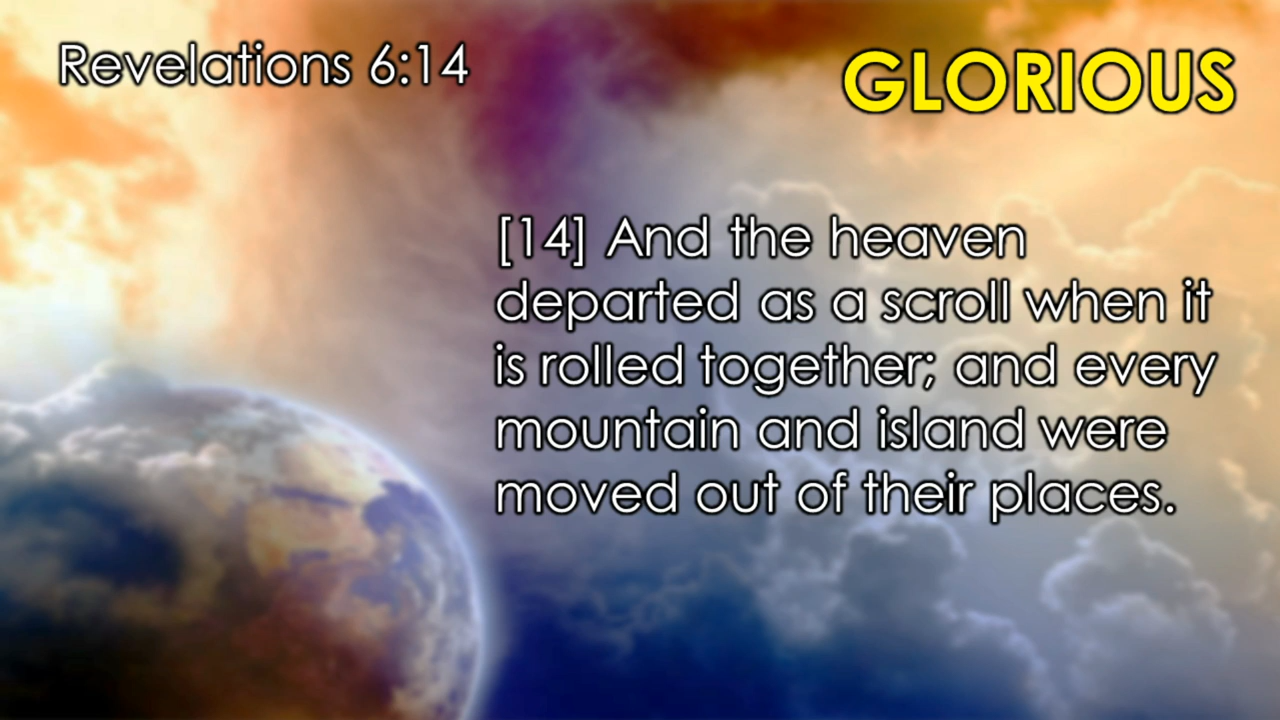 Revelations 6:14
GLORIOUS
[14] And the heaven
departed as a scroll when it
is rolled together; and every
mountain and island were
moved out of their places.